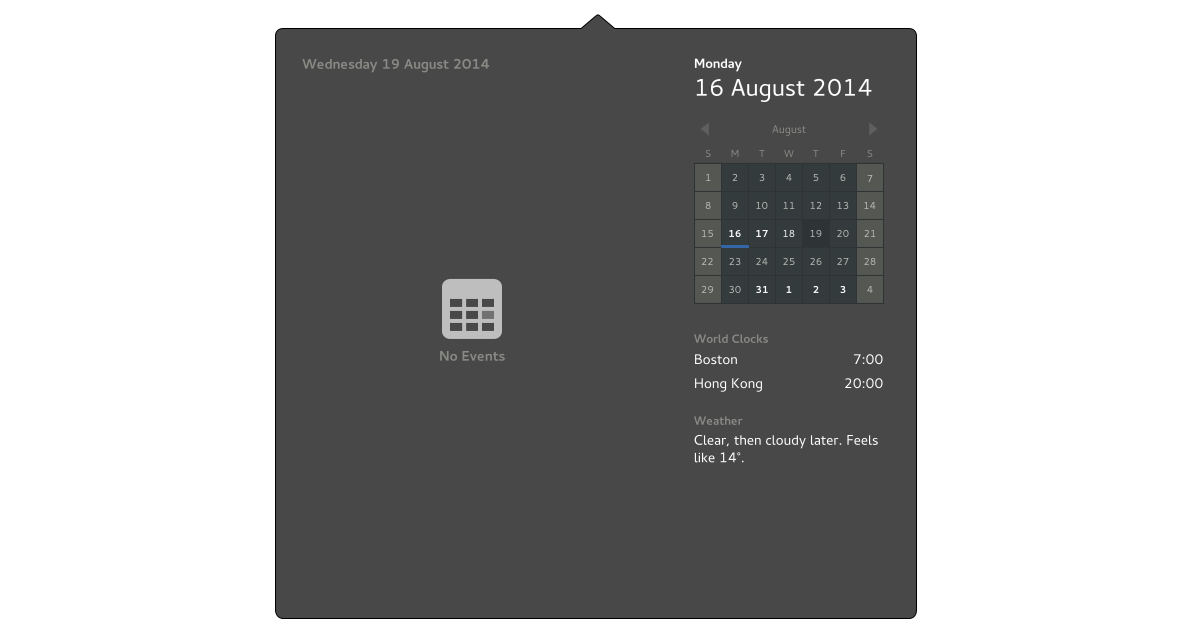 Wednesday 19 August 2014
No Events
Monday
16 August 2014
August
S M T W T F S
1 2 3 4 5 6 7
8 9 10 11 12 13 14
15 16 17 18 19 20 21
22 23 24 25 26 27 28
29 30 31 1 2 3 4
World Clocks
Boston 7:00
Hong Kong 20:00
Weather
Clear, then cloudy later. Feels
like 14°.